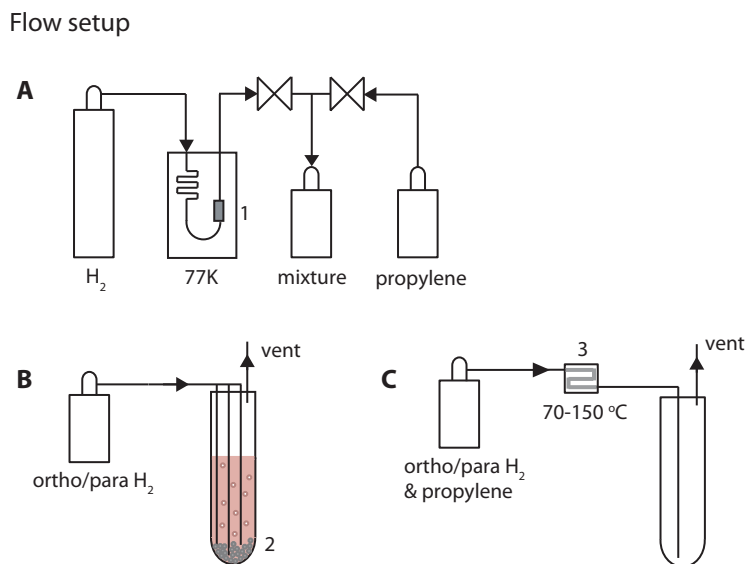 Flow setup
A
1
H₂
77K
mixture
propylene
B
vent
ortho/para H₂
2
C
3
vent
70-150 ºC
ortho/para H₂
& propylene